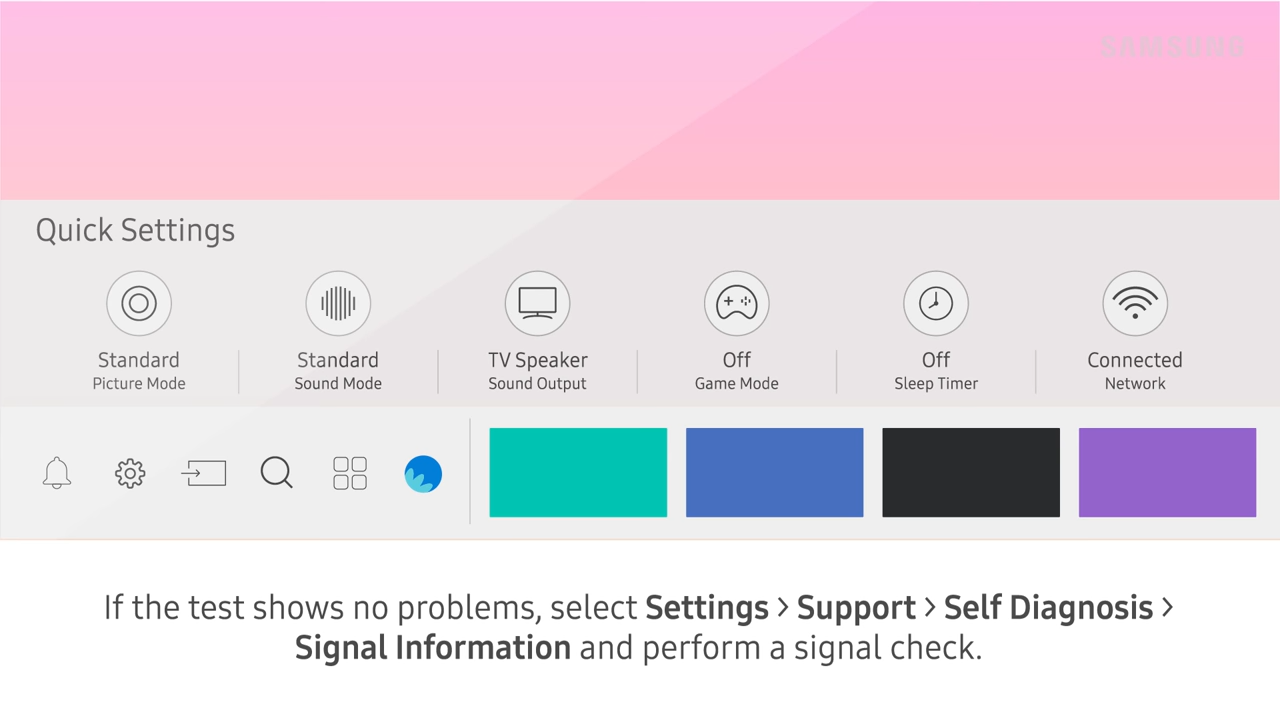 SAMSUNG
Quick Settings
Standard
Picture Mode
Standard
Sound Mode
TV Speaker
Sound Output
Off
Game Mode
Off
Sleep Timer
Connected
Network
If the test shows no problems, select Settings > Support > Self Diagnosis >
Signal Information and perform a signal check.